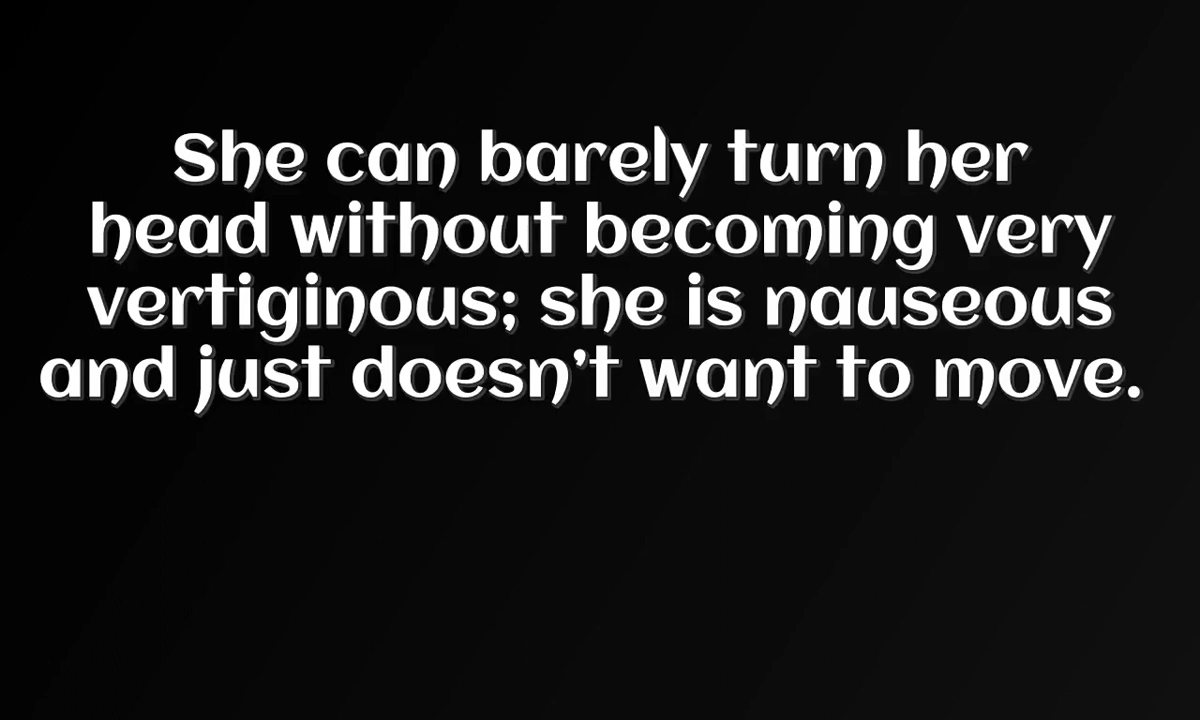 She can barely turn her
head without becoming very
vertiginous; she is nauseous
and just doesn’t want to move.